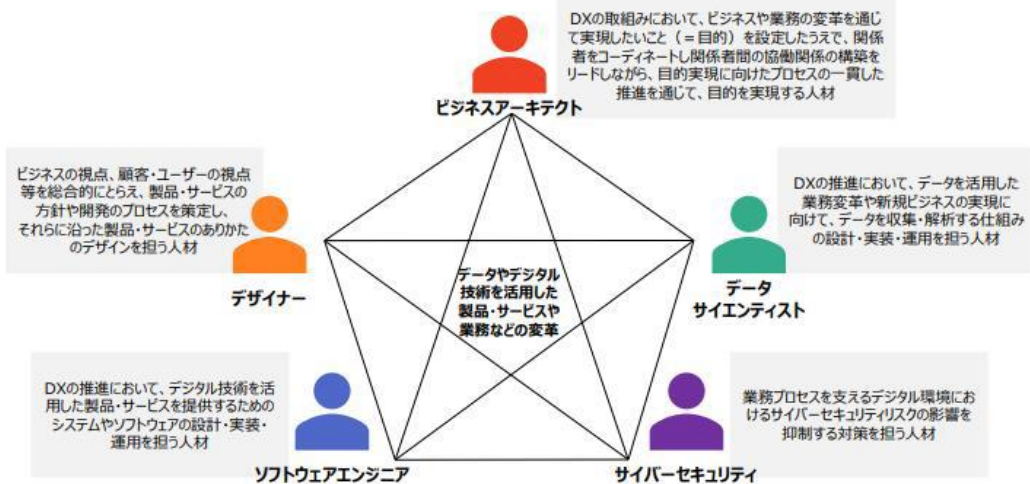 DXの取組みにおいて、ビジネスや業務の変革を通じ
て実現したいこと（＝目的）を設定したうえで、関係
者をコーディネートし関係者間の協働関係の構築を
リードしながら、目的実現に向けたプロセスの一貫した
推進を通じて、目的を実現する人材
ビジネスアーキテクト
ビジネスの視点、顧客・ユーザーの視点
等を総合的にとらえ、製品・サービスの
方針や開発のプロセスを策定し、
それらに沿った製品・サービスのありかた
のデザインを担う人材
デザイナー
DXの推進において、データを活用した
業務変革や新規ビジネスの実現に
向けて、データを収集・解析する仕組み
の設計・実装・運用を担う人材
データ
サイエンティスト
データやデジタル
技術を活用した
製品・サービスや
業務などの変革
DXの推進において、デジタル技術を活
用した製品・サービスを提供するための
システムやソフトウェアの設計・実装・
運用を担う人材
ソフトウェアエンジニア
業務プロセスを支えるデジタル環境にお
けるサイバーセキュリティリスクの影響を
抑制する対策を担う人材
サイバーセキュリティ